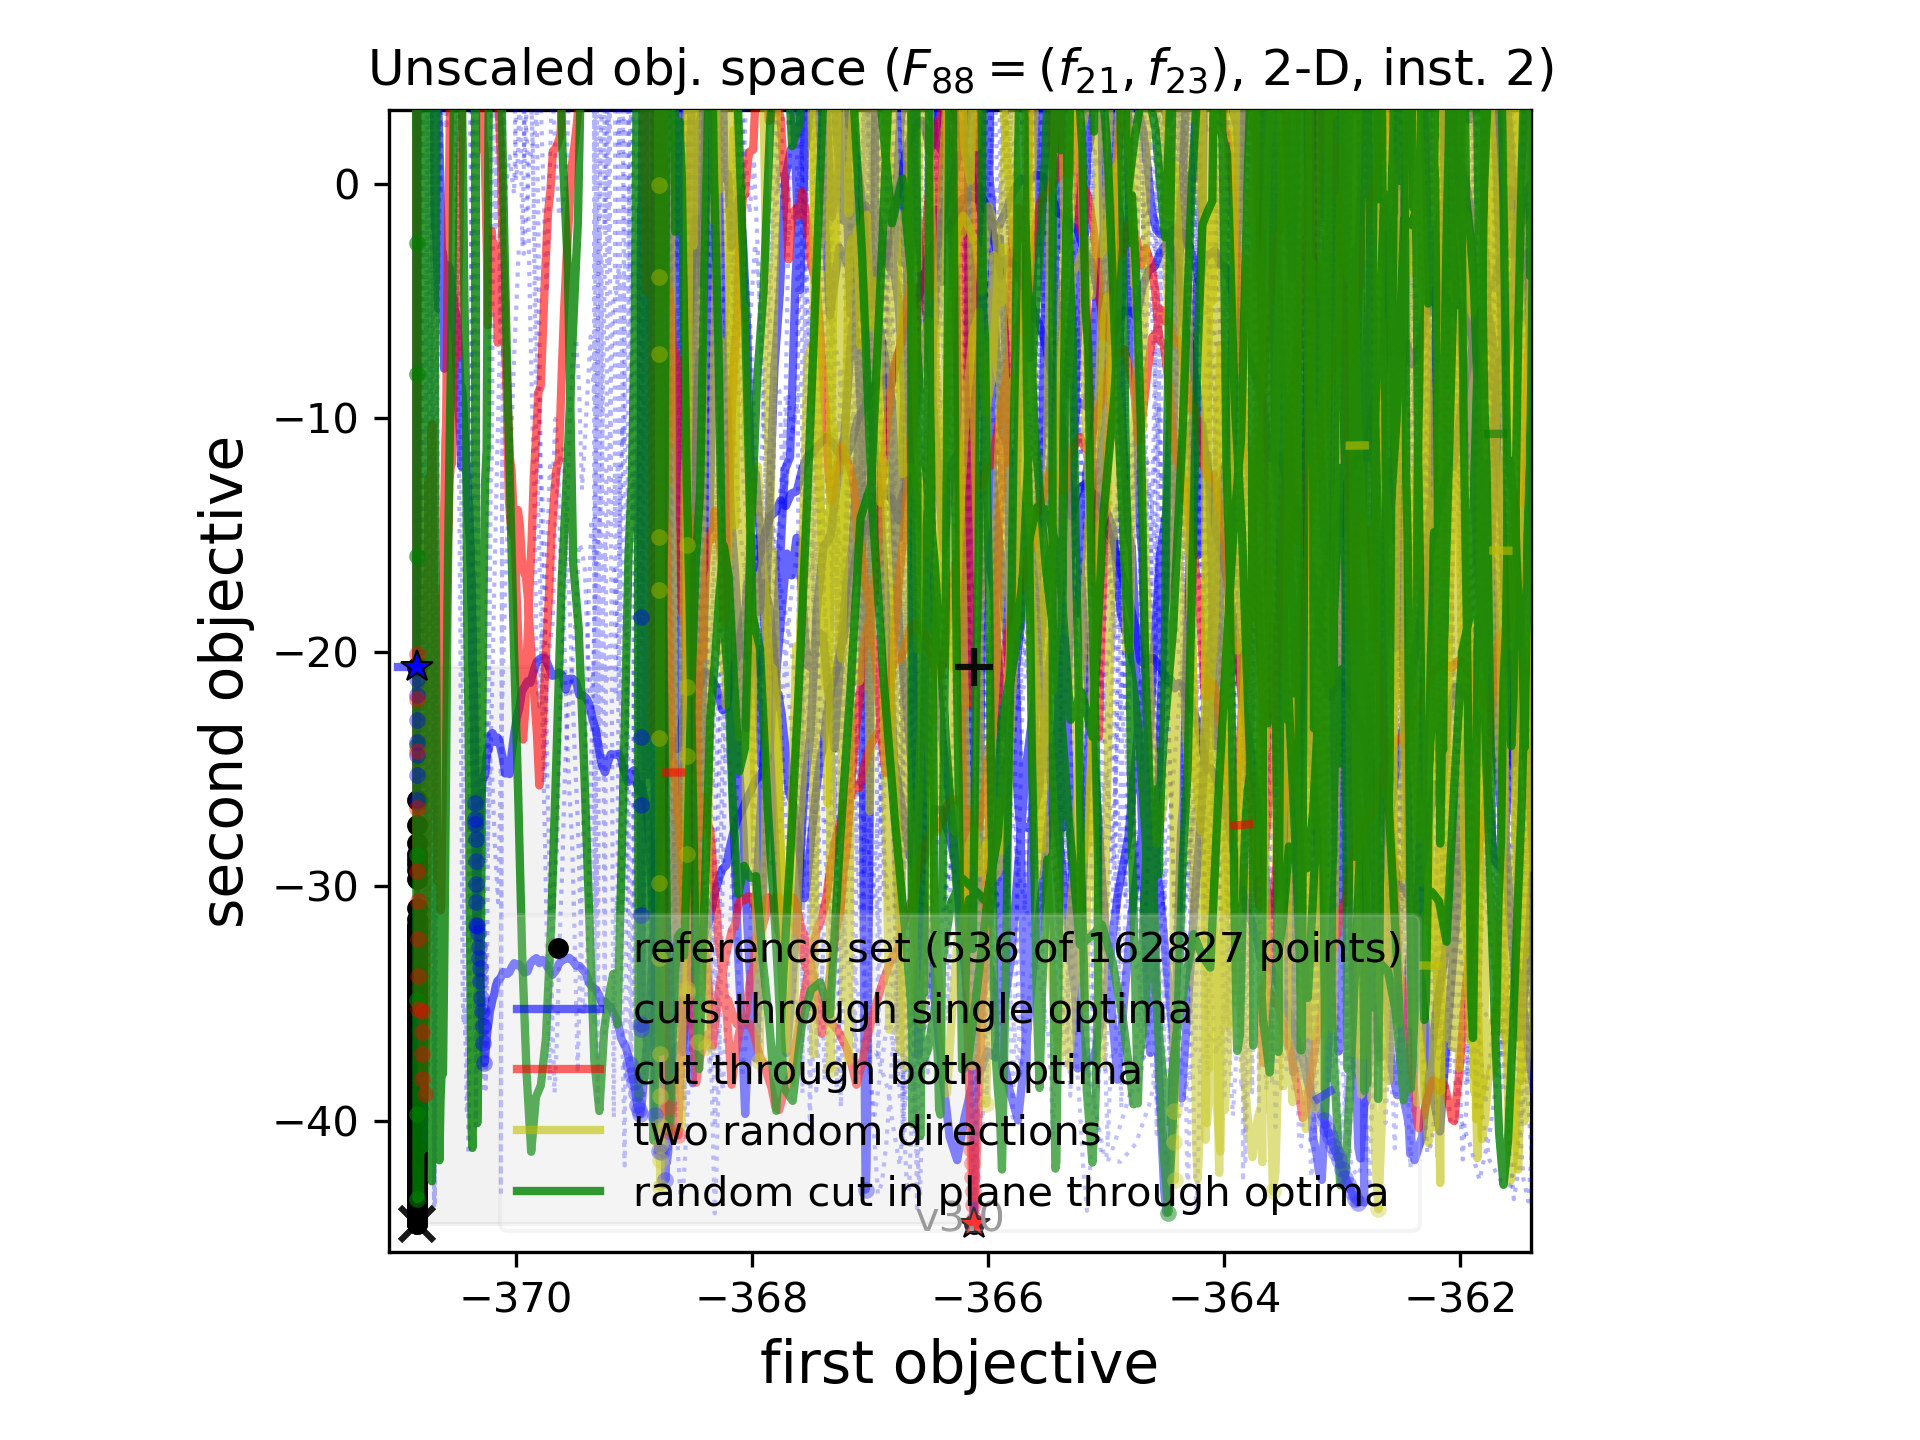 Unscaled obj. space (F88 = (f21, f23), 2-D, inst. 2)
0
−10
−20
−30
−40
second objective
reference set (536 of 162827 points)
cuts through single optima
cut through both optima
two random directions
random cut in plane through optima
−370
−368
−366
−364
−362
first objective